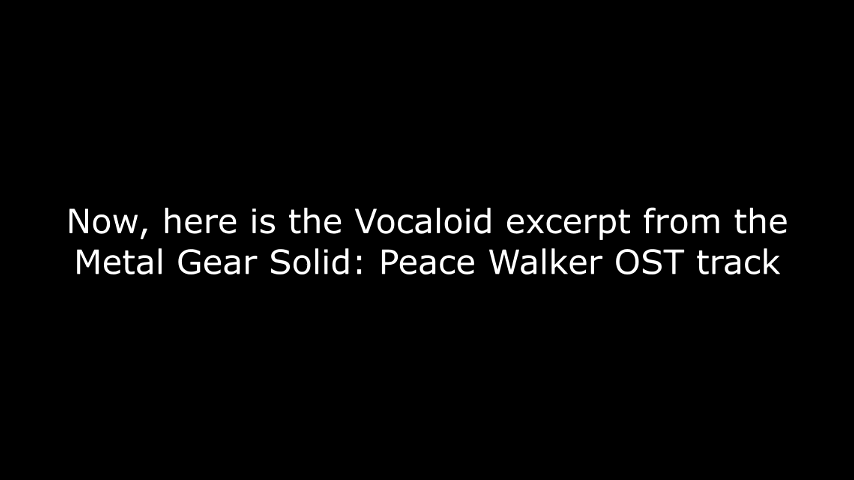 Now, here is the Vocaloid excerpt from the
Metal Gear Solid: Peace Walker OST track